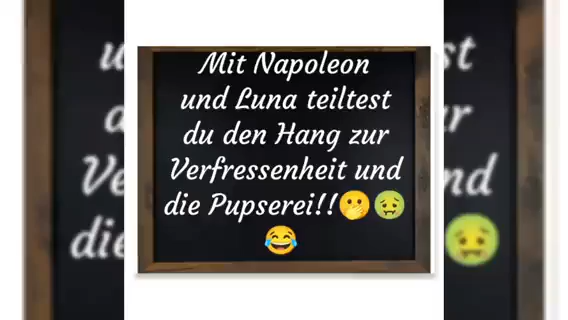 Mit Napoleon
und Luna teiltest
du den Hang zur
Verfressenheit und
die Pupserei!!🫢🤢
😂